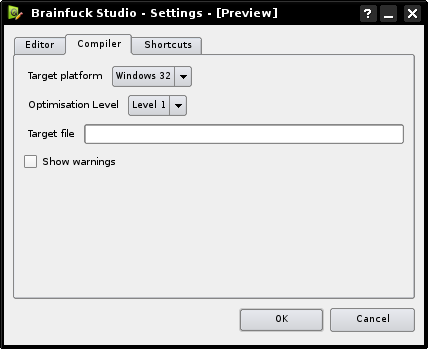 Brainfuck Studio - Settings - [Preview]
Editor Compiler Shortcuts
Target platform Windows 32
Optimisation Level Level 1
Target file
Show warnings
OK Cancel